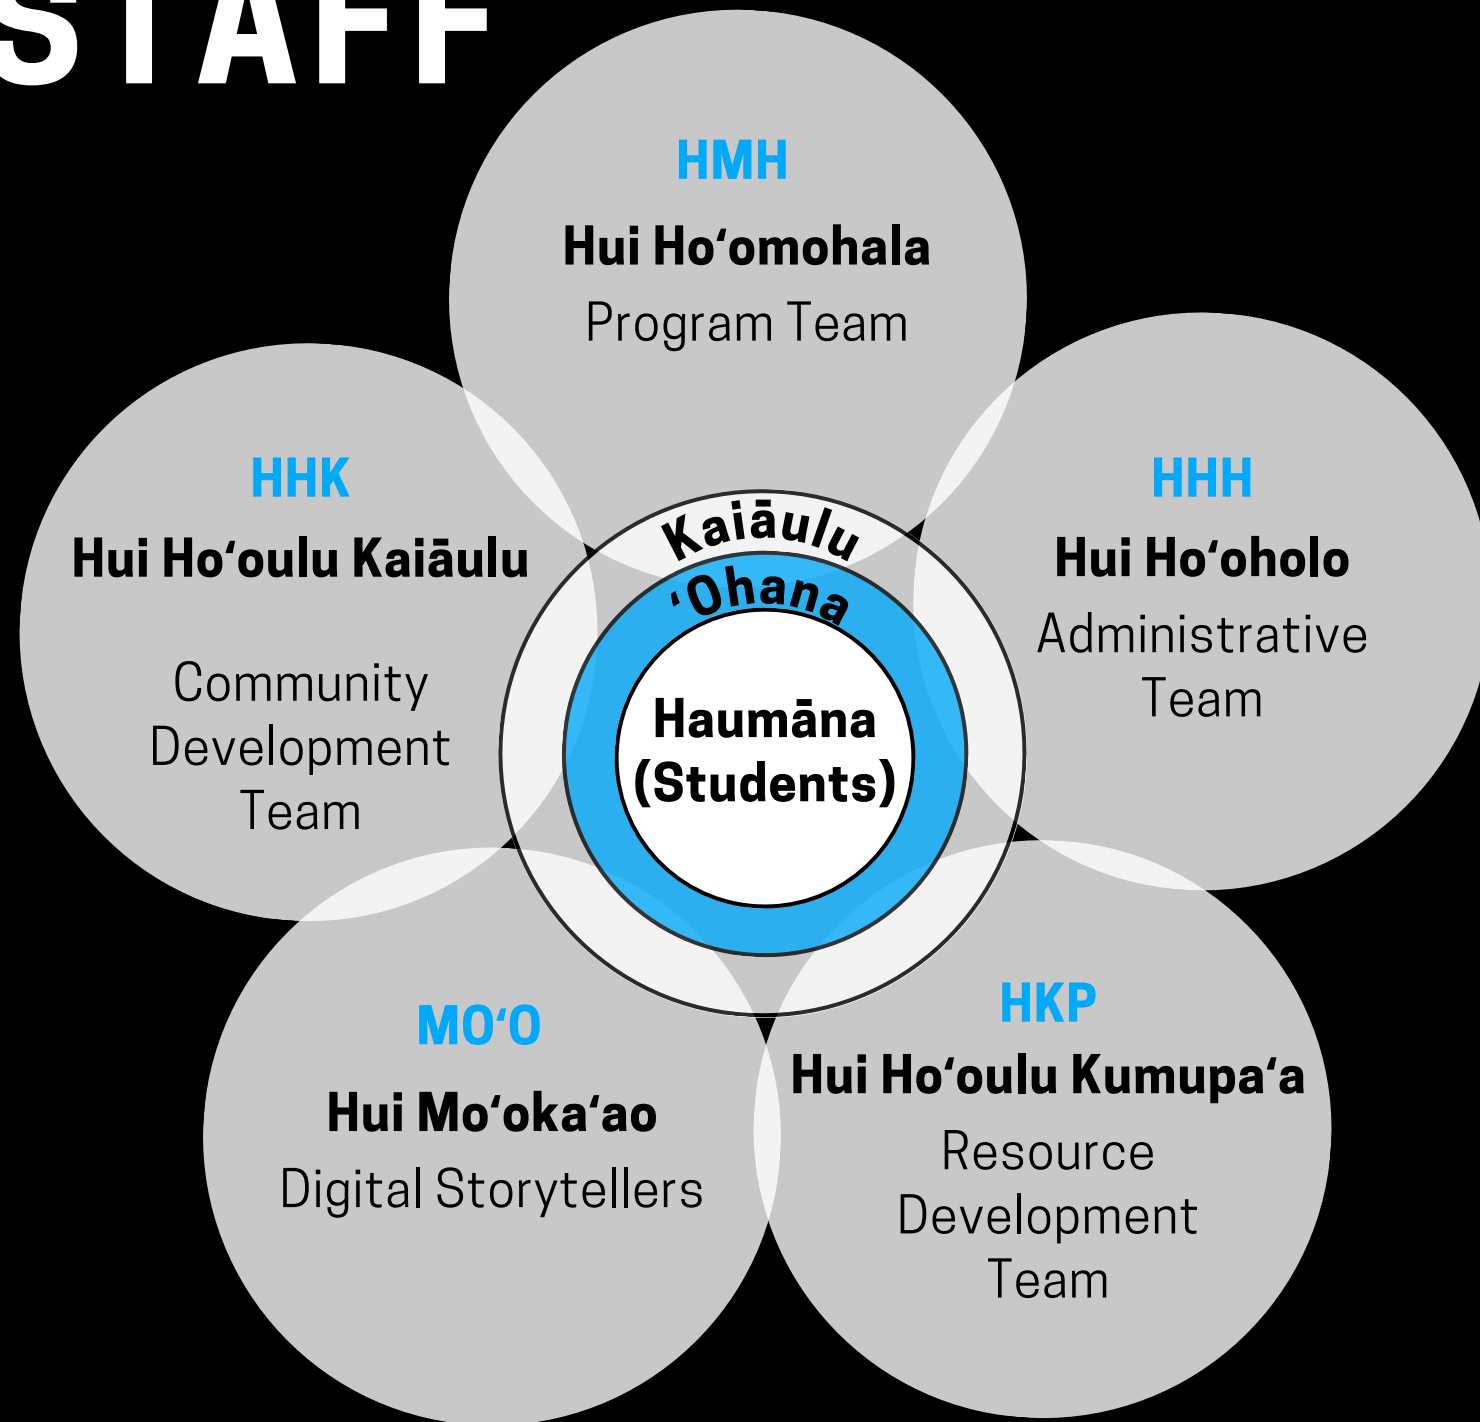 STAFF
HMH
Hui Hoʻomohala
Program Team
HHK
Hui Hoʻoulu Kaiāulu
Community
Development
Team
HHH
Hui Hoʻoholo
Administrative
Team
Kaiāulu
ʻOhana
Haumāna
(Students)
MOʻO
Hui Moʻokaʻao
Digital Storytellers
HKP
Hui Hoʻoulu Kumupaʻa
Resource
Development
Team